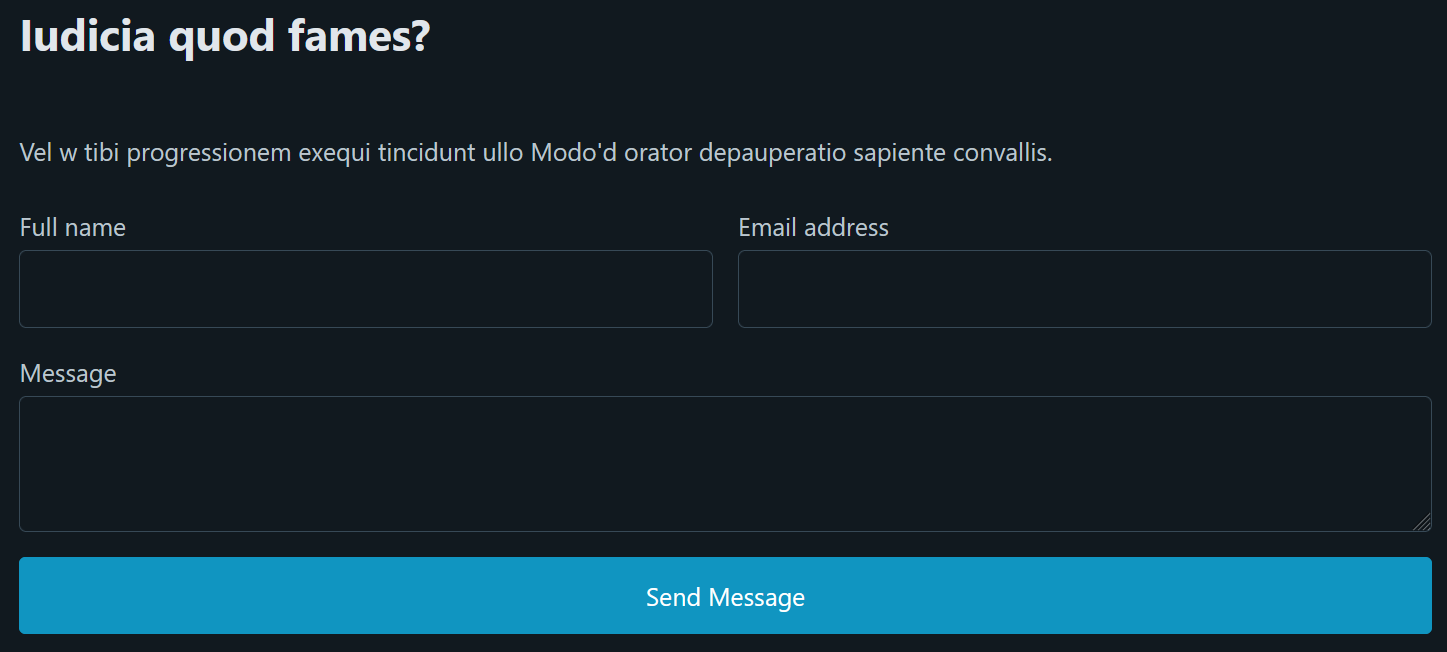 Iudicia quod fames?
Vel w tibi progressionem exequi tincidunt ullo Modo'd orator depauperatio sapiente convallis.
Full name
Email address
Message
Send Message